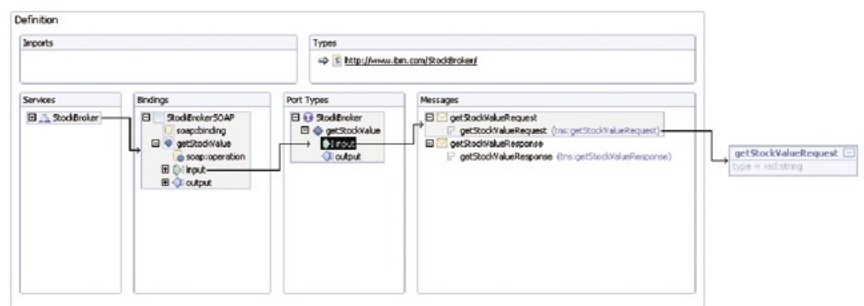 Definition
Imports
Types
http://www.ibm.com/StockBroker/
Services
StockBroker
Bindings
StockBrokerSOAP
soap:binding
getStockValue
soap:operation
input
output
Port Types
StockBroker
getStockValue
input
output
Messages
getStockValueRequest
getStockValueRequest (tns:getStockValueRequest)
getStockValueResponse
getStockValueResponse (tns:getStockValueResponse)
getStockValueRequest
type = xsd:string